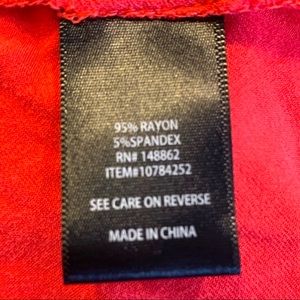 95% RAYON
5%SPANDEX
RN# 148862
ITEM#10784252
SEE CARE ON REVERSE
MADE IN CHINA